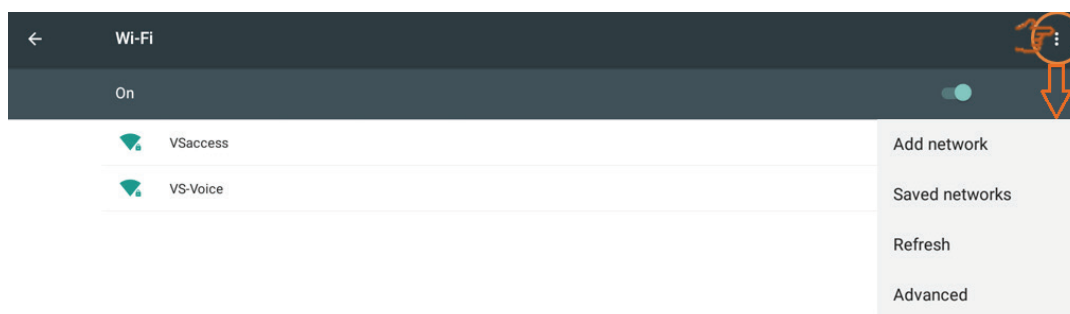 Wi-Fi
On
VSaccess
VS-Voice
Add network
Saved networks
Refresh
Advanced